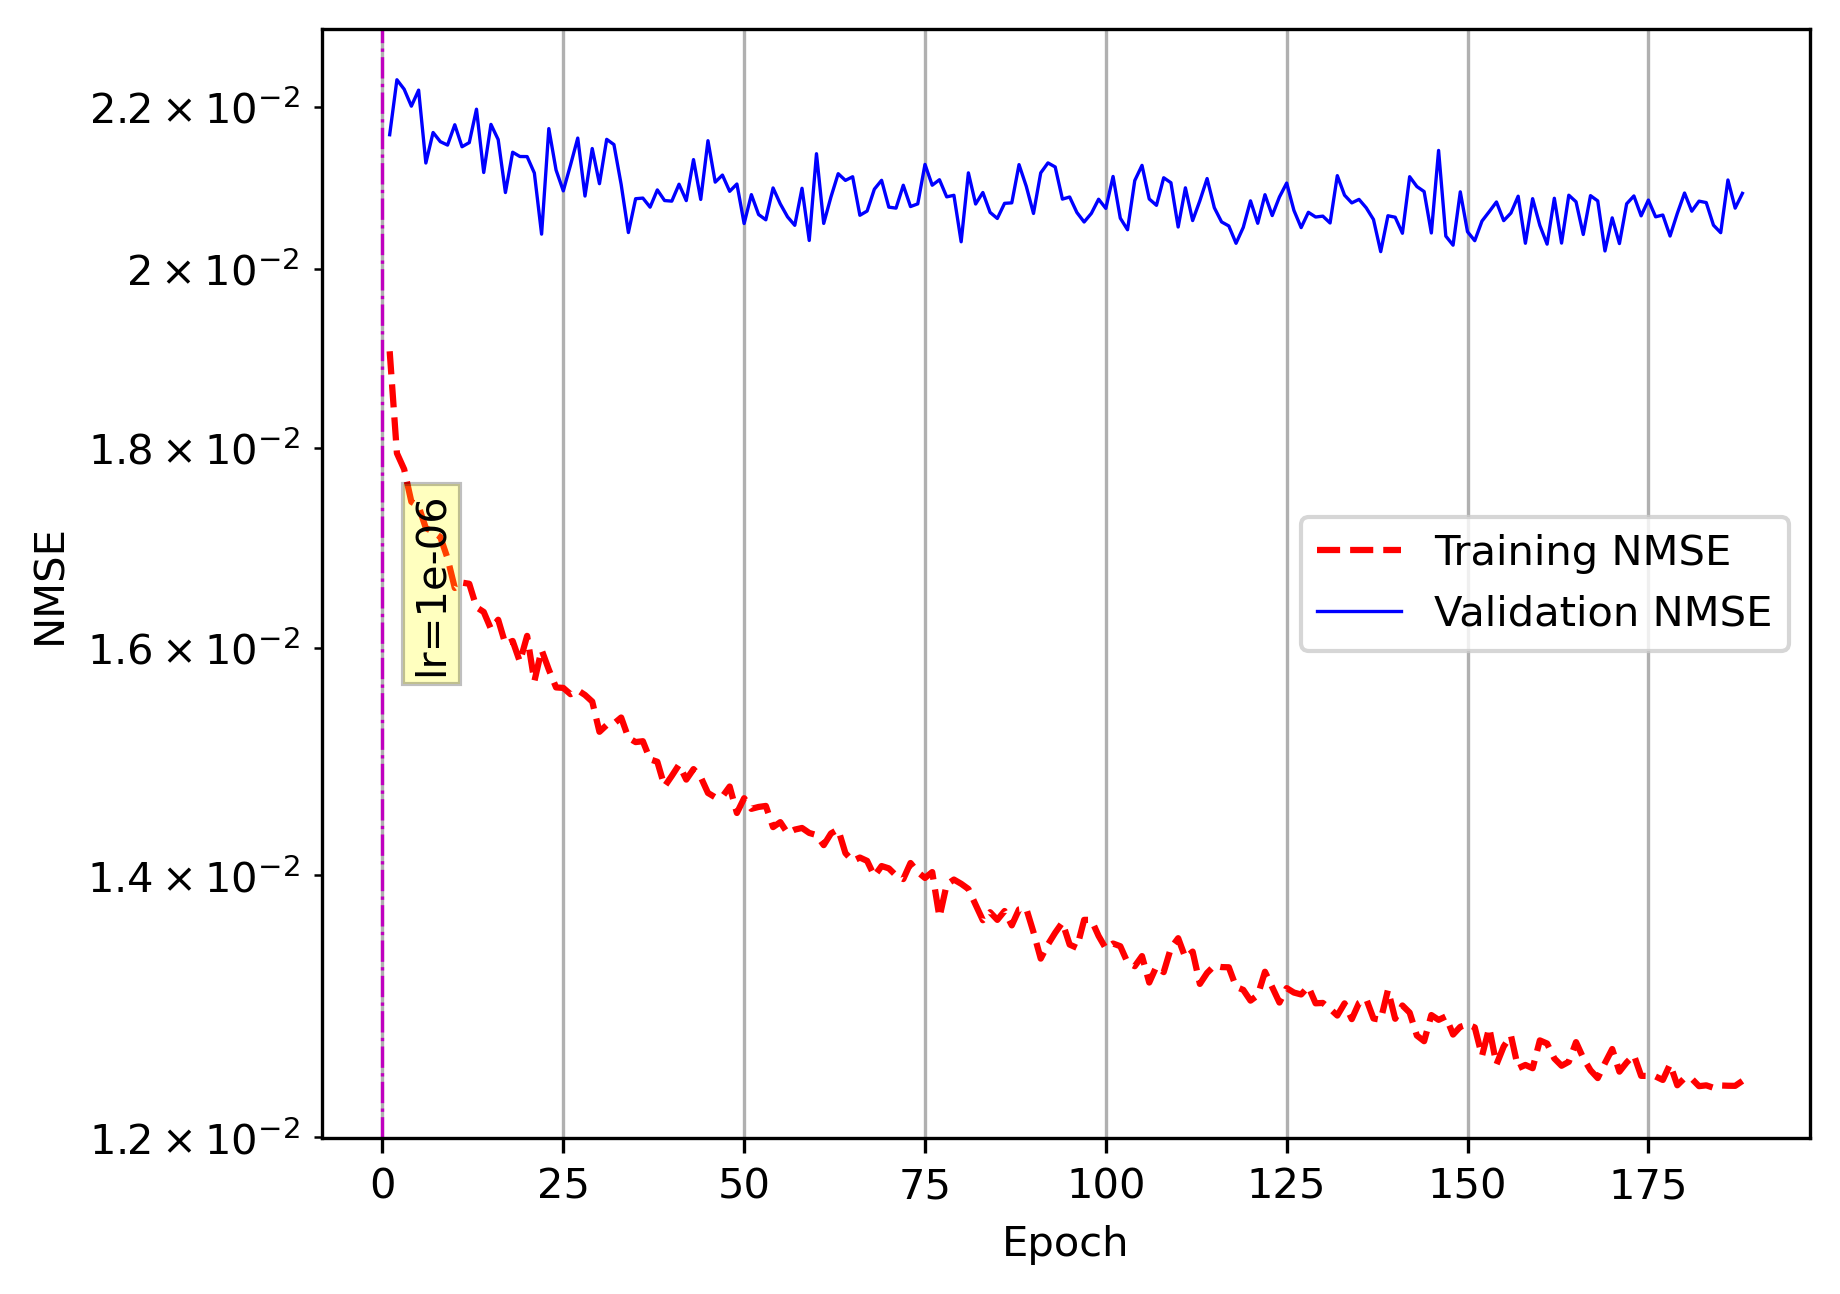 2.2 × 10⁻²
2 × 10⁻²
1.8 × 10⁻²
1.6 × 10⁻²
1.4 × 10⁻²
1.2 × 10⁻²
NMSE
lr=1e-06
Training NMSE
Validation NMSE
0 25 50 75 100 125 150 175
Epoch